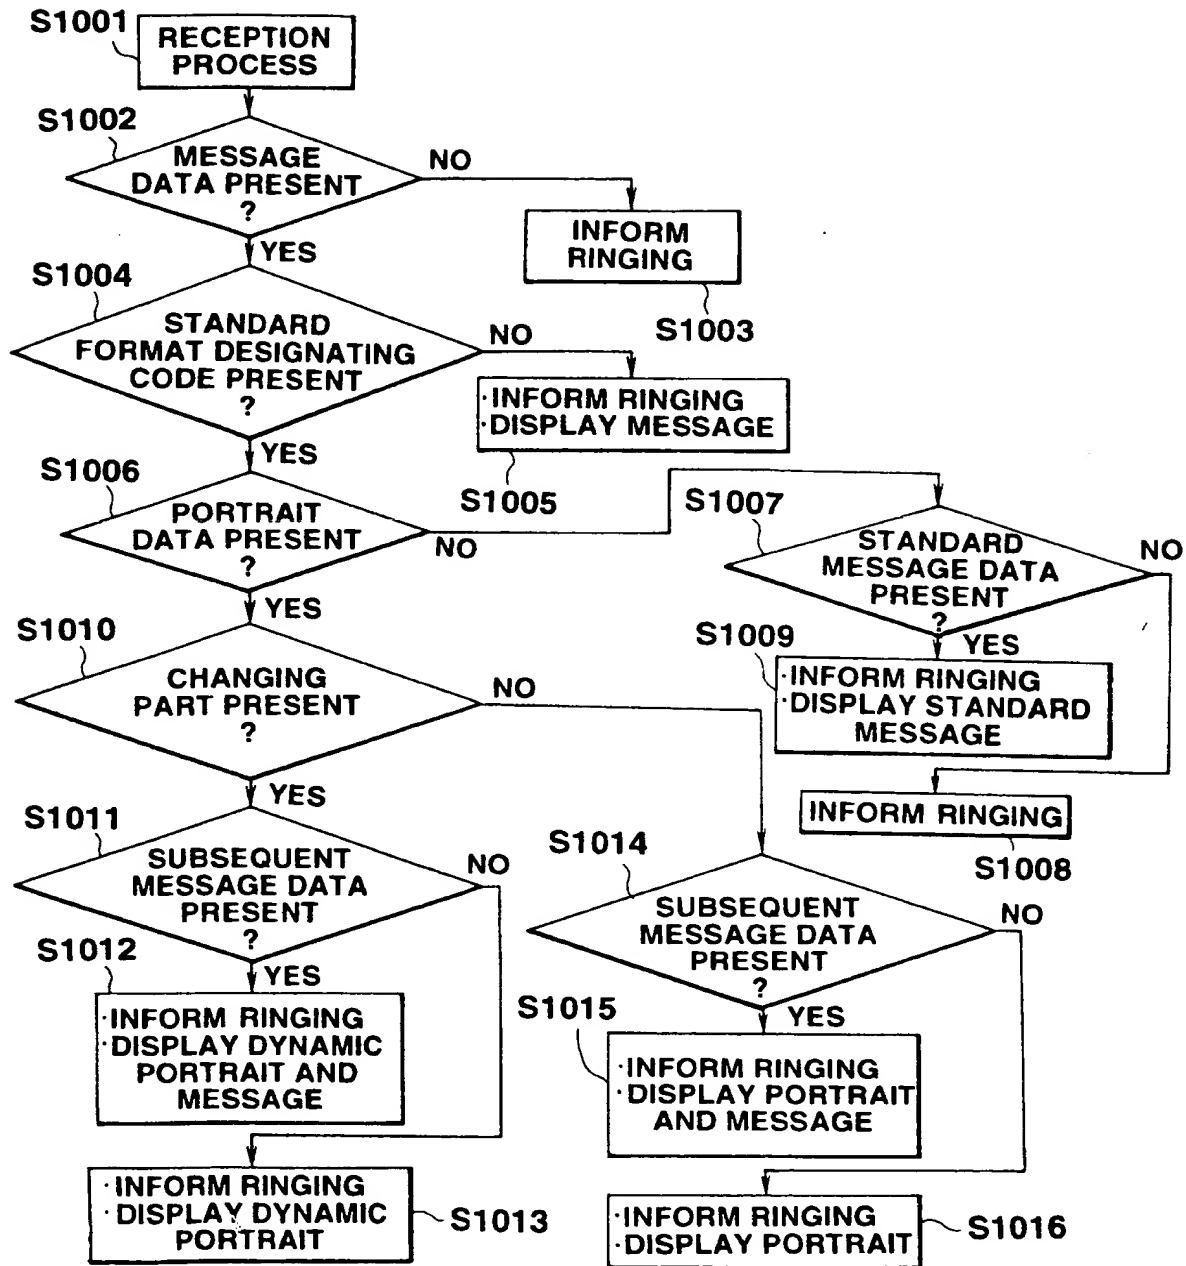 S1001
RECEPTION
PROCESS
S1002
MESSAGE
DATA PRESENT
?
NO
YES
INFORM
RINGING
S1003
S1004
STANDARD
FORMAT DESIGNATING
CODE PRESENT
?
NO
YES
·INFORM RINGING
·DISPLAY MESSAGE
S1005
S1006
PORTRAIT
DATA PRESENT
?
NO
YES
S1007
STANDARD
MESSAGE DATA
PRESENT
?
NO
YES
S1009
·INFORM RINGING
·DISPLAY STANDARD
MESSAGE
INFORM RINGING
S1008
S1010
CHANGING
PART PRESENT
?
NO
YES
S1011
SUBSEQUENT
MESSAGE DATA
PRESENT
?
NO
YES
S1012
·INFORM RINGING
·DISPLAY DYNAMIC
PORTRAIT AND
MESSAGE
·INFORM RINGING
·DISPLAY DYNAMIC
PORTRAIT
S1013
S1014
SUBSEQUENT
MESSAGE DATA
PRESENT
?
NO
YES
S1015
·INFORM RINGING
·DISPLAY PORTRAIT
AND MESSAGE
·INFORM RINGING
·DISPLAY PORTRAIT
S1016